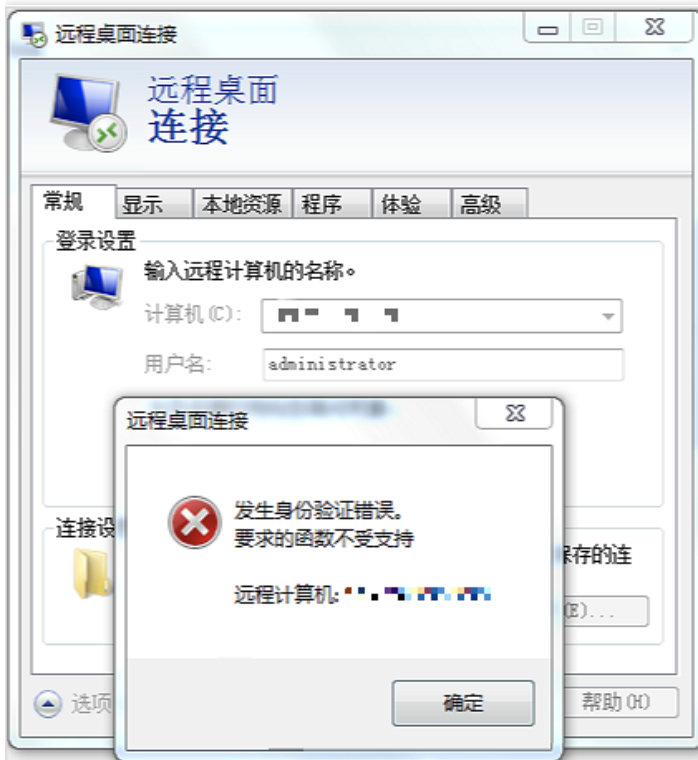 远程桌面连接
远程桌面
连接
常规 显示 本地资源 程序 体验 高级
登录设置
输入远程计算机的名称。
计算机(C):
用户名: administrator
远程桌面连接
发生身份验证错误。
要求的函数不受支持
远程计算机:
连接设
保存的连
(E)...
确定
选项
帮助(H)